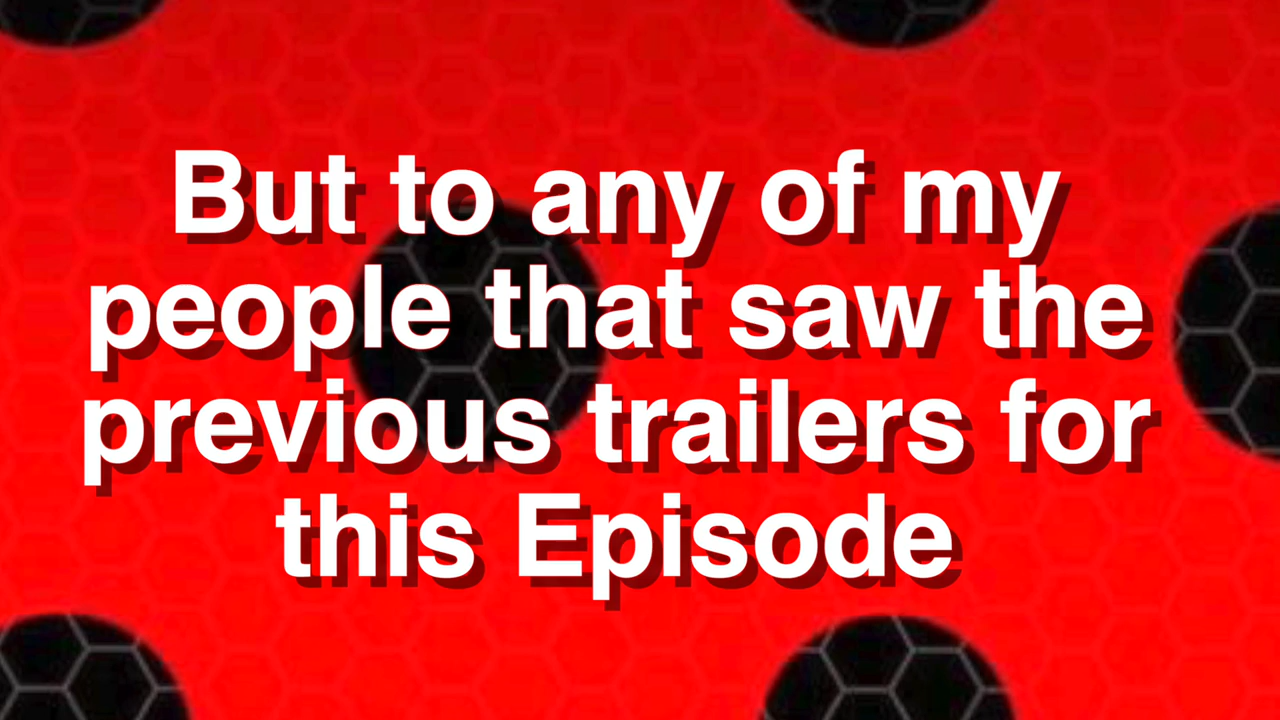 But to any of my
people that saw the
previous trailers for
this Episode